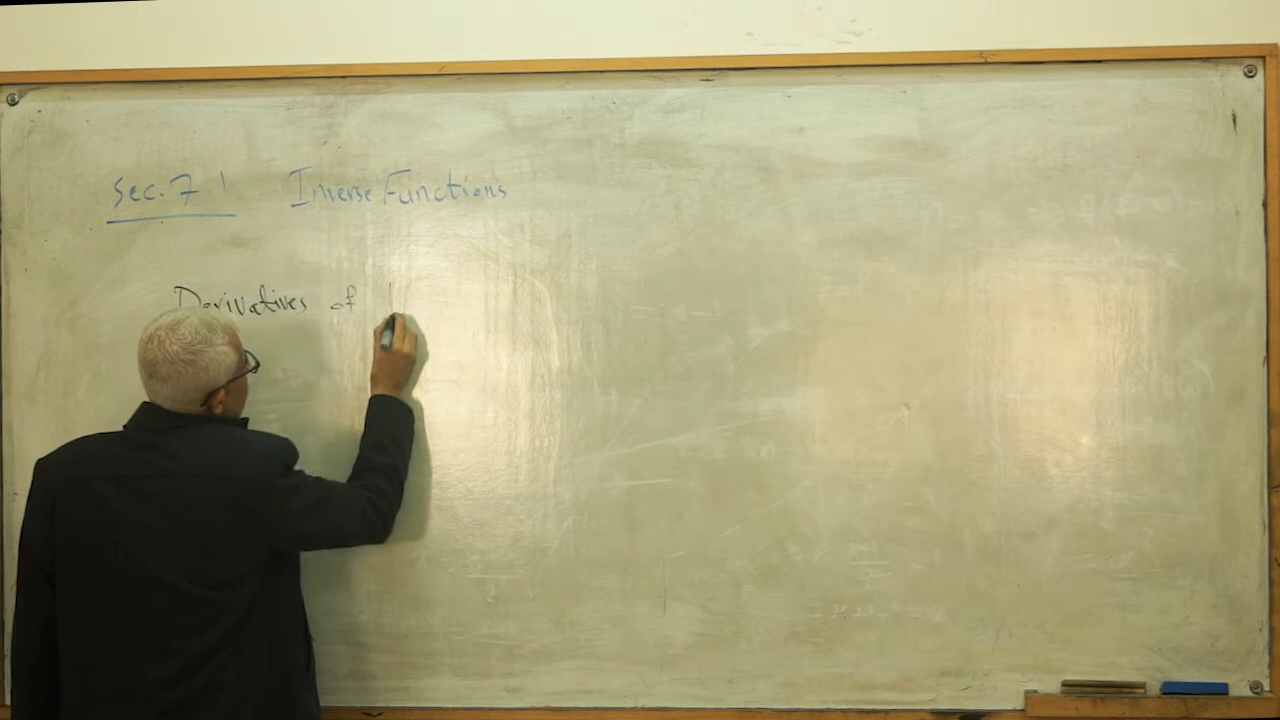 Sec. 7.1 Inverse Functions
Derivatives of